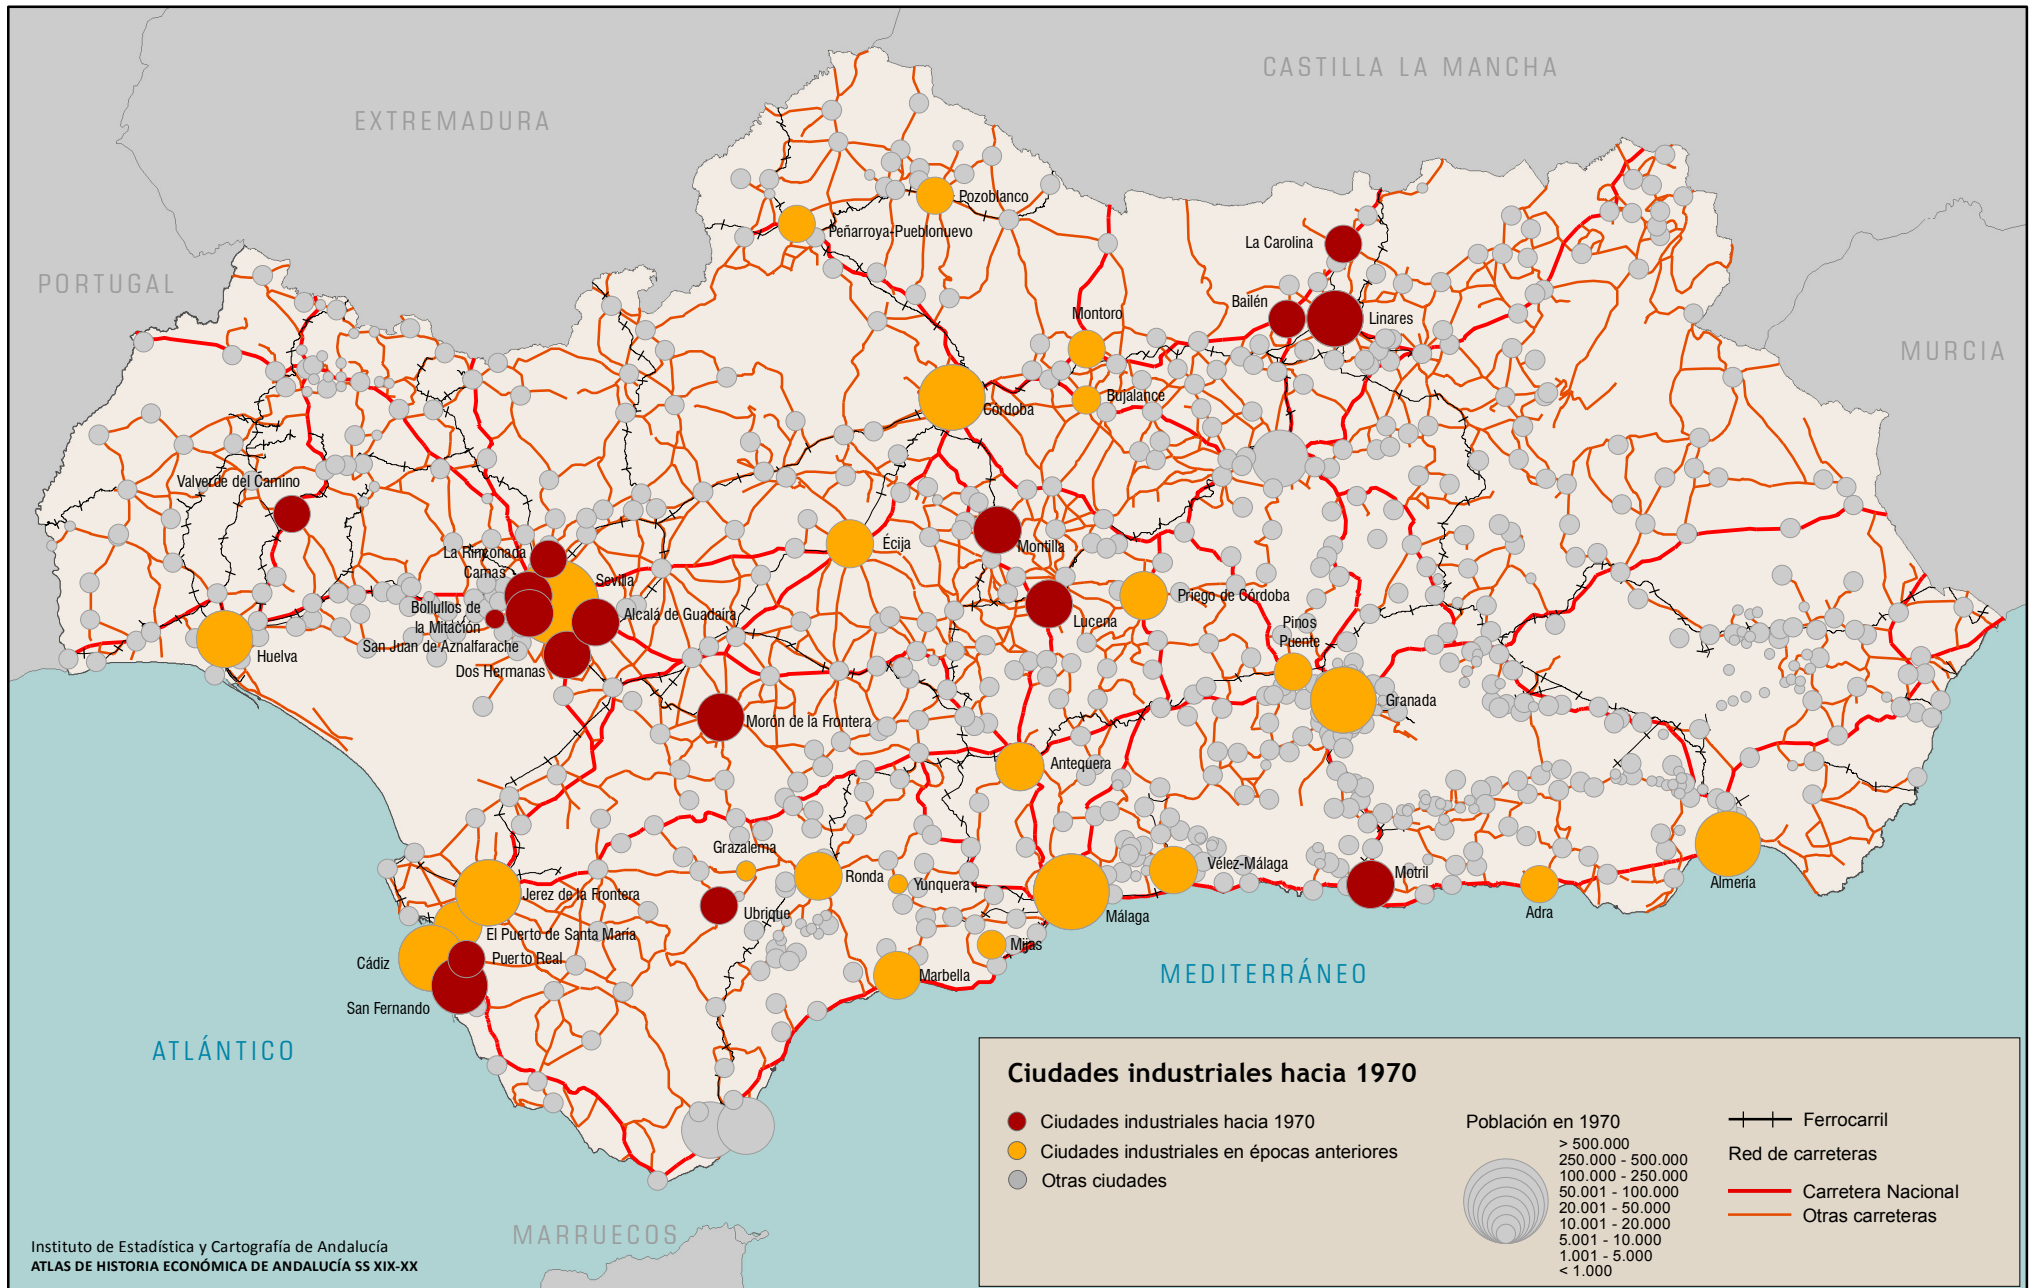 CASTILLA LA MANCHA
EXTREMADURA
PORTUGAL
MURCIA
Pozoblanco
Peñarroya-Pueblonuevo
La Carolina
Bailén
Linares
Montoro
Bujalance
Córdoba
Valverde del Camino
Écija
Montilla
La Rinconada
Camas
Sevilla
Bollullos de
la Mitación
Alcalá de Guadaíra
San Juan de Aznalfarache
Dos Hermanas
Huelva
Lucena
Priego de Córdoba
Pinos
Puente
Granada
Morón de la Frontera
Antequera
Grazalema
Ronda
Yunquera
Vélez-Málaga
Motril
Almería
Adra
Málaga
Jerez de la Frontera
Ubrique
El Puerto de Santa María
Puerto Real
Cádiz
San Fernando
Mijas
Marbella
MEDITERRÁNEO
ATLÁNTICO
MARRUECOS
Ciudades industriales hacia 1970
Ciudades industriales hacia 1970
Ciudades industriales en épocas anteriores
Otras ciudades
Población en 1970
> 500.000
250.000 - 500.000
100.000 - 250.000
50.001 - 100.000
20.001 - 50.000
10.001 - 20.000
5.001 - 10.000
1.001 - 5.000
< 1.000
Ferrocarril
Red de carreteras
Carretera Nacional
Otras carreteras
Instituto de Estadística y Cartografía de Andalucía
ATLAS DE HISTORIA ECONÓMICA DE ANDALUCÍA SS XIX-XX